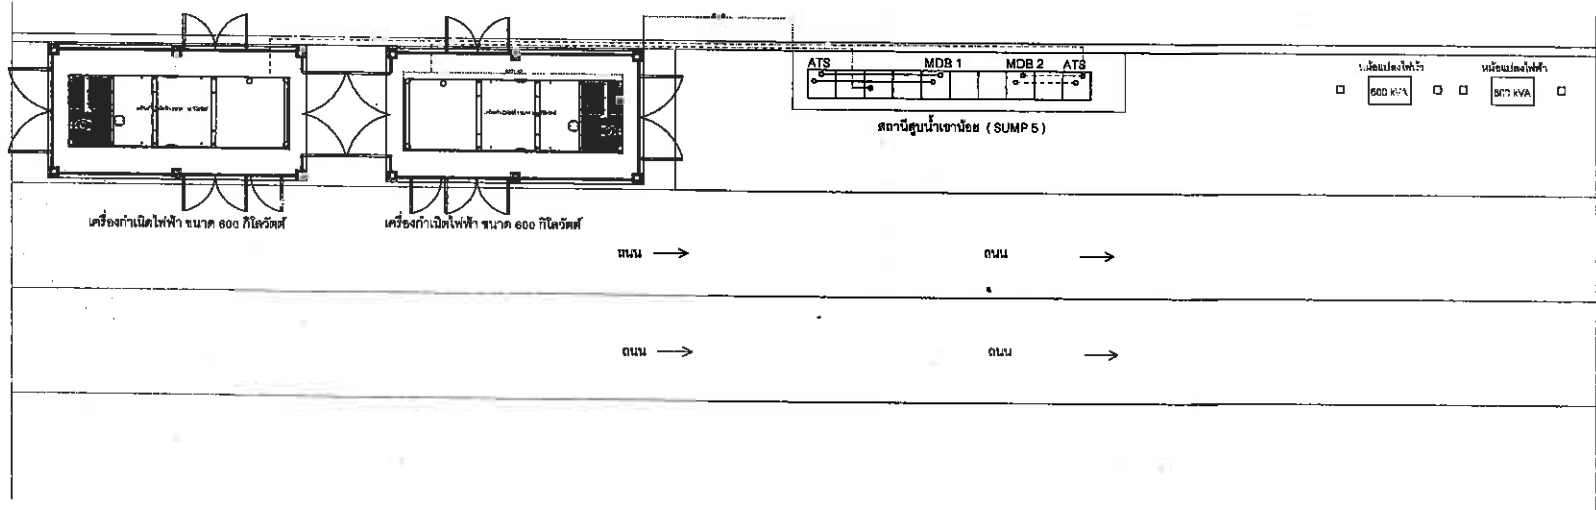 ATS MDB 1 MDB 2 ATS
หม้อแปลงไฟฟ้า หม้อแปลงไฟฟ้า
600 kVA
สถานีสูบน้ำเขาน้อย ( SUMP 5 )
เครื่องกำเนิดไฟฟ้า ขนาด 600 กิโลวัตต์ เครื่องกำเนิดไฟฟ้า ขนาด 600 กิโลวัตต์
ถนน ถนน
ถนน ถนน